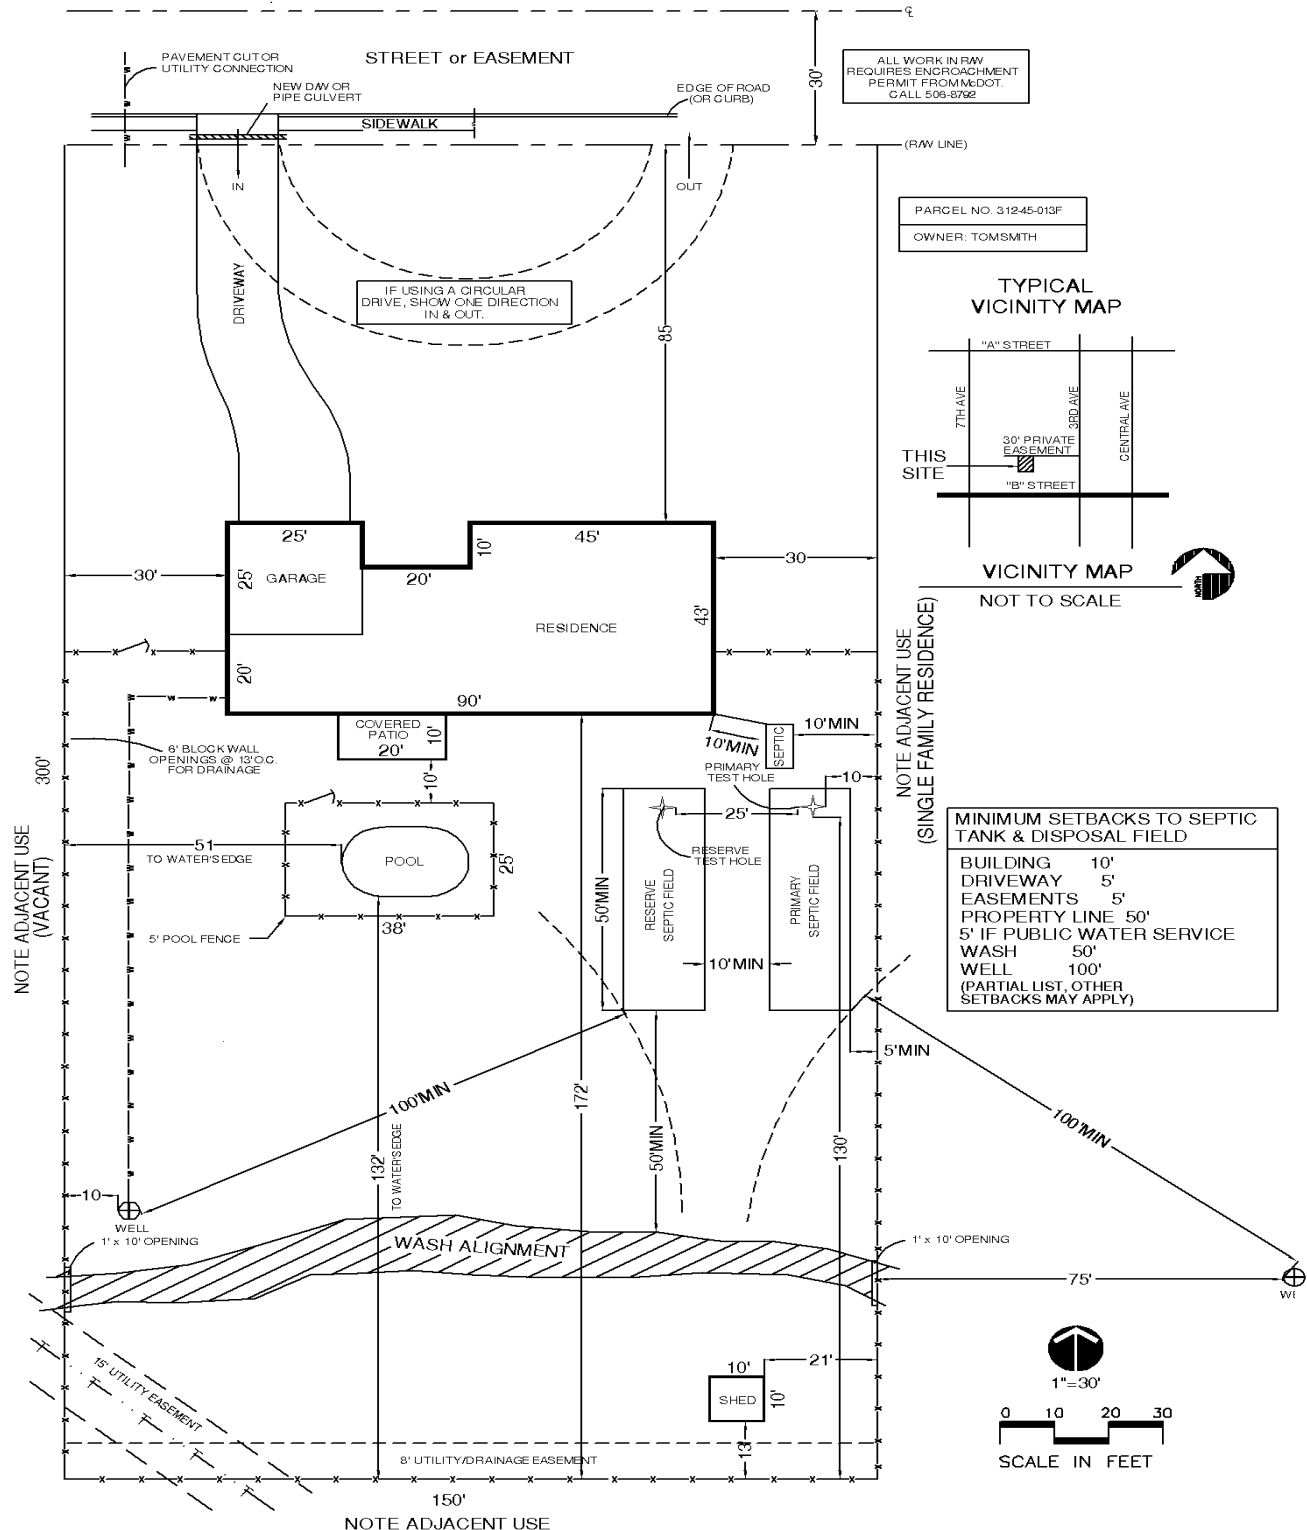 ℄
STREET or EASEMENT
PAVEMENT CUT OR
UTILITY CONNECTION
NEW D/W OR
PIPE CULVERT
EDGE OF ROAD
(OR CURB)
30'
ALL WORK IN R/W
REQUIRES ENCROACHMENT
PERMIT FROM McDOT.
CALL 506-8792
SIDEWALK
(R/W LINE)
IN
OUT
PARCEL NO. 312-45-013F
OWNER: TOM SMITH
DRIVEWAY
IF USING A CIRCULAR
DRIVE, SHOW ONE DIRECTION
IN & OUT.
85
TYPICAL
VICINITY MAP
"A" STREET
7TH AVE
3RD AVE
CENTRAL AVE
30' PRIVATE
EASEMENT
THIS
SITE
"B" STREET
VICINITY MAP
NOT TO SCALE
NORTH
25'
10'
45'
30'
25'
GARAGE
20'
30
RESIDENCE
43'
20'
90'
COVERED
PATIO
20'
10'
10'
6' BLOCK WALL
OPENINGS @ 13' O.C.
FOR DRAINAGE
300'
10'MIN
10'MIN
SEPTIC
PRIMARY
TEST HOLE
10
25'
NOTE ADJACENT USE
(SINGLE FAMILY RESIDENCE)
51
TO WATER'S EDGE
POOL
25'
RESERVE
TEST HOLE
50'MIN
RESERVE
SEPTIC FIELD
PRIMARY
SEPTIC FIELD
NOTE ADJACENT USE
(VACANT)
5' POOL FENCE
38'
10'MIN
MINIMUM SETBACKS TO SEPTIC
TANK & DISPOSAL FIELD
BUILDING 10'
DRIVEWAY 5'
EASEMENTS 5'
PROPERTY LINE 50'
5' IF PUBLIC WATER SERVICE
WASH 50'
WELL 100'
(PARTIAL LIST, OTHER
SETBACKS MAY APPLY)
5'MIN
100'MIN
172'
100'MIN
132'
TO WATER'S EDGE
50'MIN
130'
10
WELL
1' x 10' OPENING
WASH ALIGNMENT
1' x 10' OPENING
75'
WE
15' UTILITY EASEMENT
10'
21'
SHED
10'
13'
1"=30'
0 10 20 30
SCALE IN FEET
8' UTILITY/DRAINAGE EASEMENT
150'
NOTE ADJACENT USE